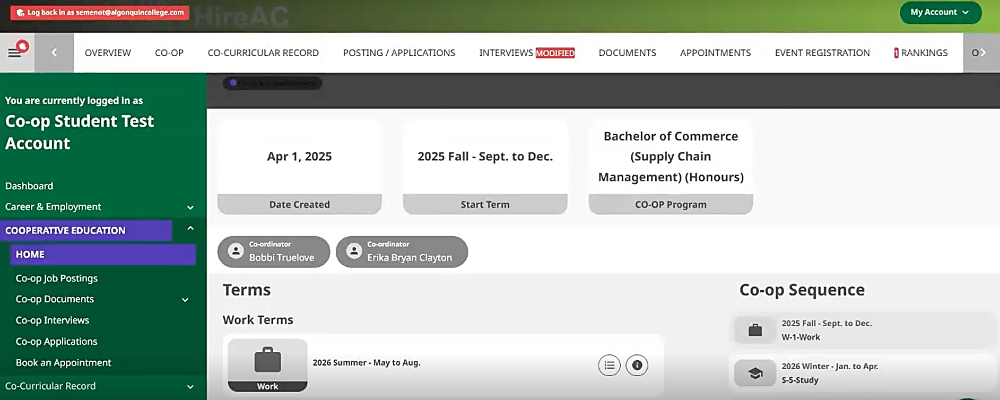 Log back in as semenot@algonquincollege.com
HireAC
My Account
OVERVIEW
CO-OP
CO-CURRICULAR RECORD
POSTING / APPLICATIONS
INTERVIEWS MODIFIED
DOCUMENTS
APPOINTMENTS
EVENT REGISTRATION
1 RANKINGS
O
Co-op Acknowledgment
You are currently logged in as
Co-op Student Test
Account
Dashboard
Career & Employment
COOPERATIVE EDUCATION
HOME
Co-op Job Postings
Co-op Documents
Co-op Interviews
Co-op Applications
Book an Appointment
Co-Curricular Record
Apr 1, 2025
Date Created
2025 Fall - Sept. to Dec.
Start Term
Bachelor of Commerce
(Supply Chain
Management) (Honours)
CO-OP Program
Co-ordinator
Bobbi Truelove
Co-ordinator
Erika Bryan Clayton
Terms
Work Terms
Work
2026 Summer - May to Aug.
Co-op Sequence
2025 Fall - Sept. to Dec.
W-1-Work
2026 Winter - Jan. to Apr.
S-5-Study